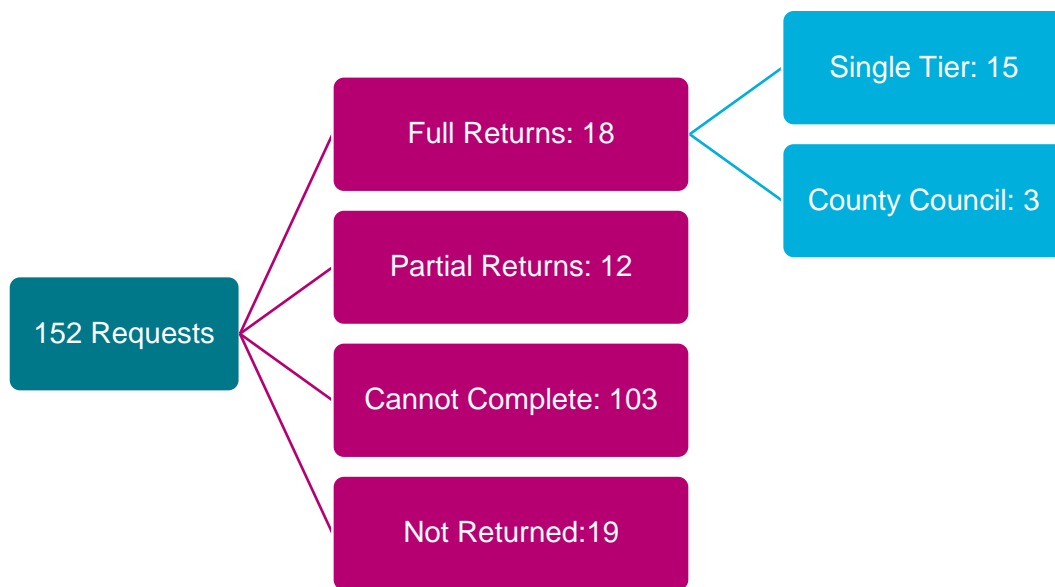 152 Requests
Full Returns: 18
Partial Returns: 12
Cannot Complete: 103
Not Returned:19
Single Tier: 15
County Council: 3